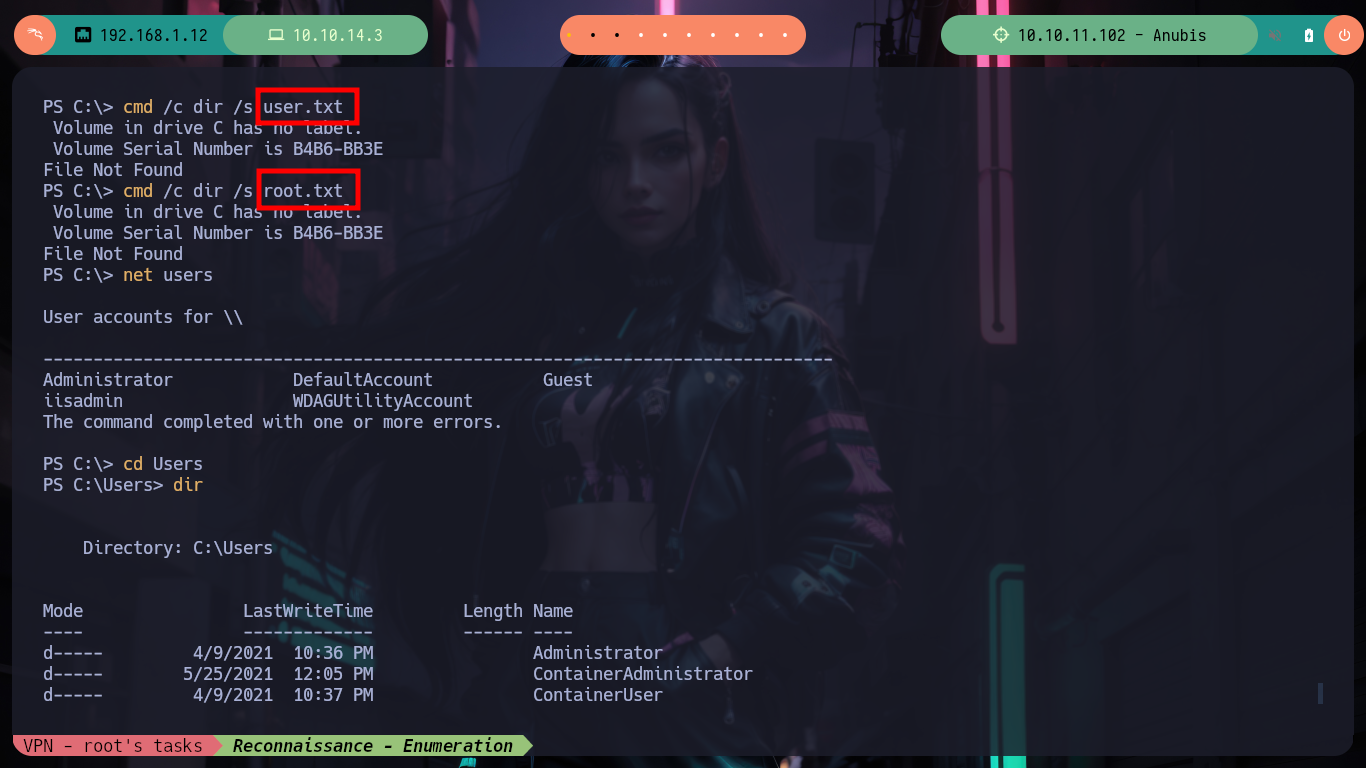 192.168.1.12 10.10.14.3 10.10.11.102 - Anubis
PS C:\> cmd /c dir /s user.txt
Volume in drive C has no label.
Volume Serial Number is B4B6-BB3E
File Not Found
PS C:\> cmd /c dir /s root.txt
Volume in drive C has no label.
Volume Serial Number is B4B6-BB3E
File Not Found
PS C:\> net users
User accounts for \\
-------------------------------------------------------------------------------
Administrator DefaultAccount Guest
iisadmin WDAGUtilityAccount
The command completed with one or more errors.
PS C:\> cd Users
PS C:\Users> dir
Directory: C:\Users
Mode LastWriteTime Length Name
---- ------------- ------ ----
d----- 4/9/2021 10:36 PM Administrator
d----- 5/25/2021 12:05 PM ContainerAdministrator
d----- 4/9/2021 10:37 PM ContainerUser
VPN - root's tasks Reconnaissance - Enumeration